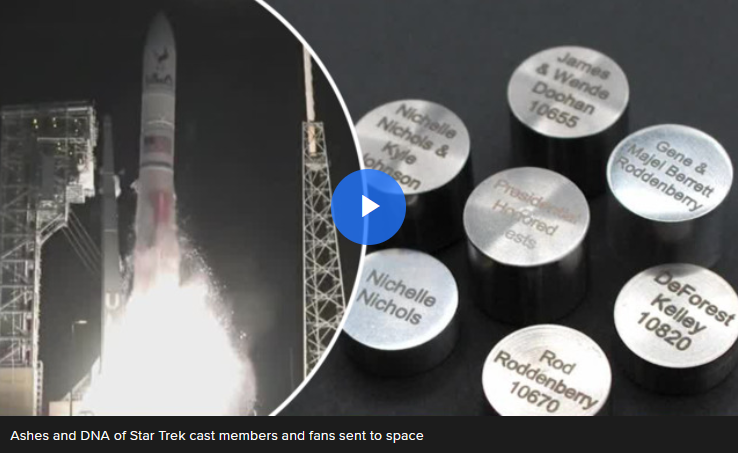 Nichelle
Nichols &
Kyle
Johnson
James
& Wende
Doohan
10655
Gene &
Majel Barrett
Roddenberry
Presidential
Honored
Nichelle
Nichols
DeForest
Kelley
10820
Rod
Roddenberry
10670
Ashes and DNA of Star Trek cast members and fans sent to space